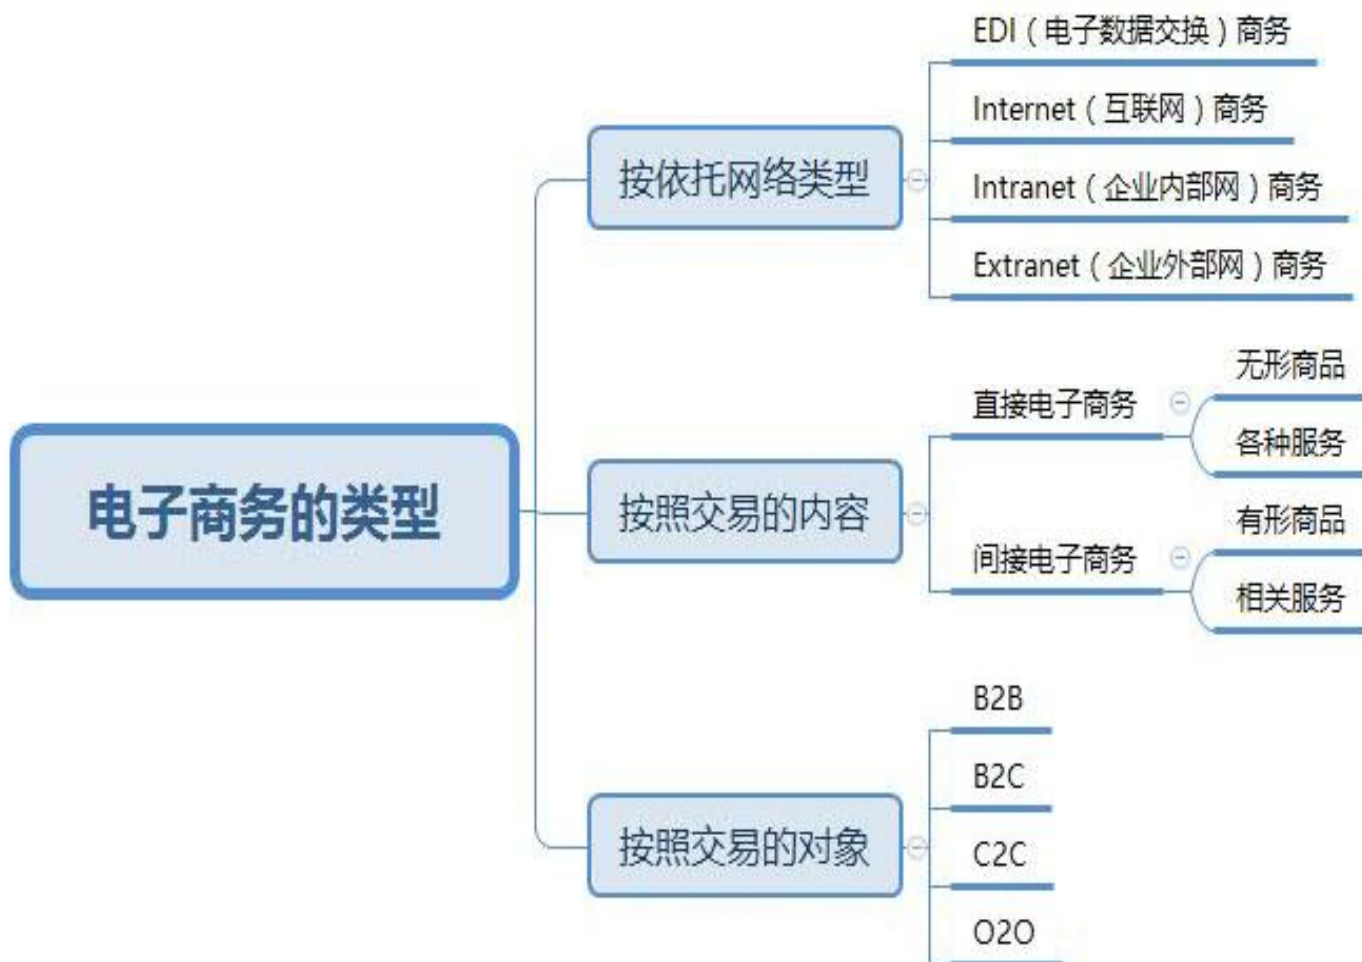 电子商务的类型
按依托网络类型
EDI（电子数据交换）商务
Internet（互联网）商务
Intranet（企业内部网）商务
Extranet（企业外部网）商务
按照交易的内容
直接电子商务
无形商品
各种服务
间接电子商务
有形商品
相关服务
按照交易的对象
B2B
B2C
C2C
O2O